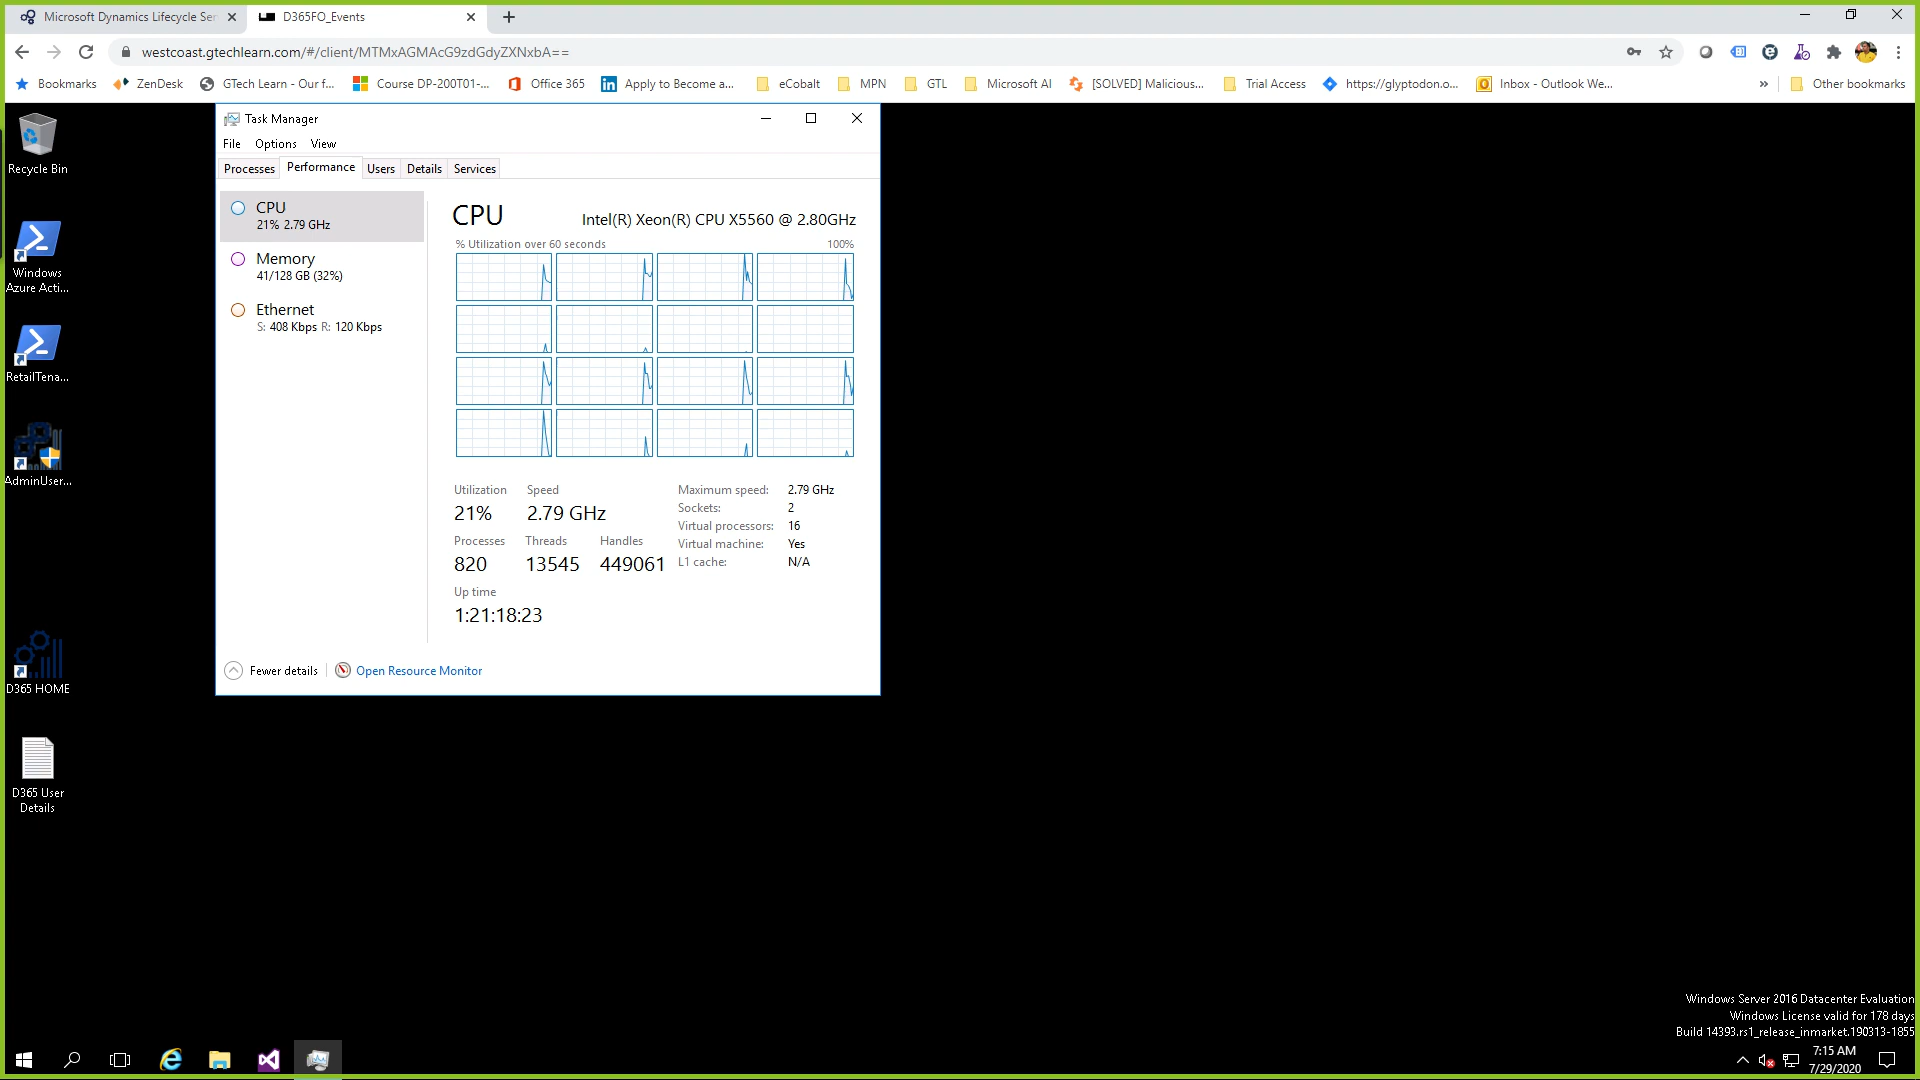 Microsoft Dynamics Lifecycle Ser
D365FO_Events
westcoast.gtechlearn.com/#/client/MTMxAGMAcG9zdGdyZXNxbA==
Bookmarks
ZenDesk
GTech Learn - Our f...
Course DP-200T01-...
Office 365
Apply to Become a...
eCobalt
MPN
GTL
Microsoft AI
[SOLVED] Malicious...
Trial Access
https://glyptodon.o...
Inbox - Outlook We...
»
Other bookmarks
Recycle Bin
Windows
Azure Acti...
RetailTena...
AdminUser...
D365 HOME
D365 User
Details
Task Manager
File Options View
Processes Performance Users Details Services
CPU
21% 2.79 GHz
Memory
41/128 GB (32%)
Ethernet
S: 408 Kbps R: 120 Kbps
CPU
Intel(R) Xeon(R) CPU X5560 @ 2.80GHz
% Utilization over 60 seconds
100%
Utilization Speed
21% 2.79 GHz
Processes Threads Handles
820 13545 449061
Up time
1:21:18:23
Maximum speed: 2.79 GHz
Sockets: 2
Virtual processors: 16
Virtual machine: Yes
L1 cache: N/A
Fewer details
Open Resource Monitor
Windows Server 2016 Datacenter Evaluation
Windows License valid for 178 days
Build 14393.rs1_release_inmarket.190313-1855
7:15 AM
7/29/2020